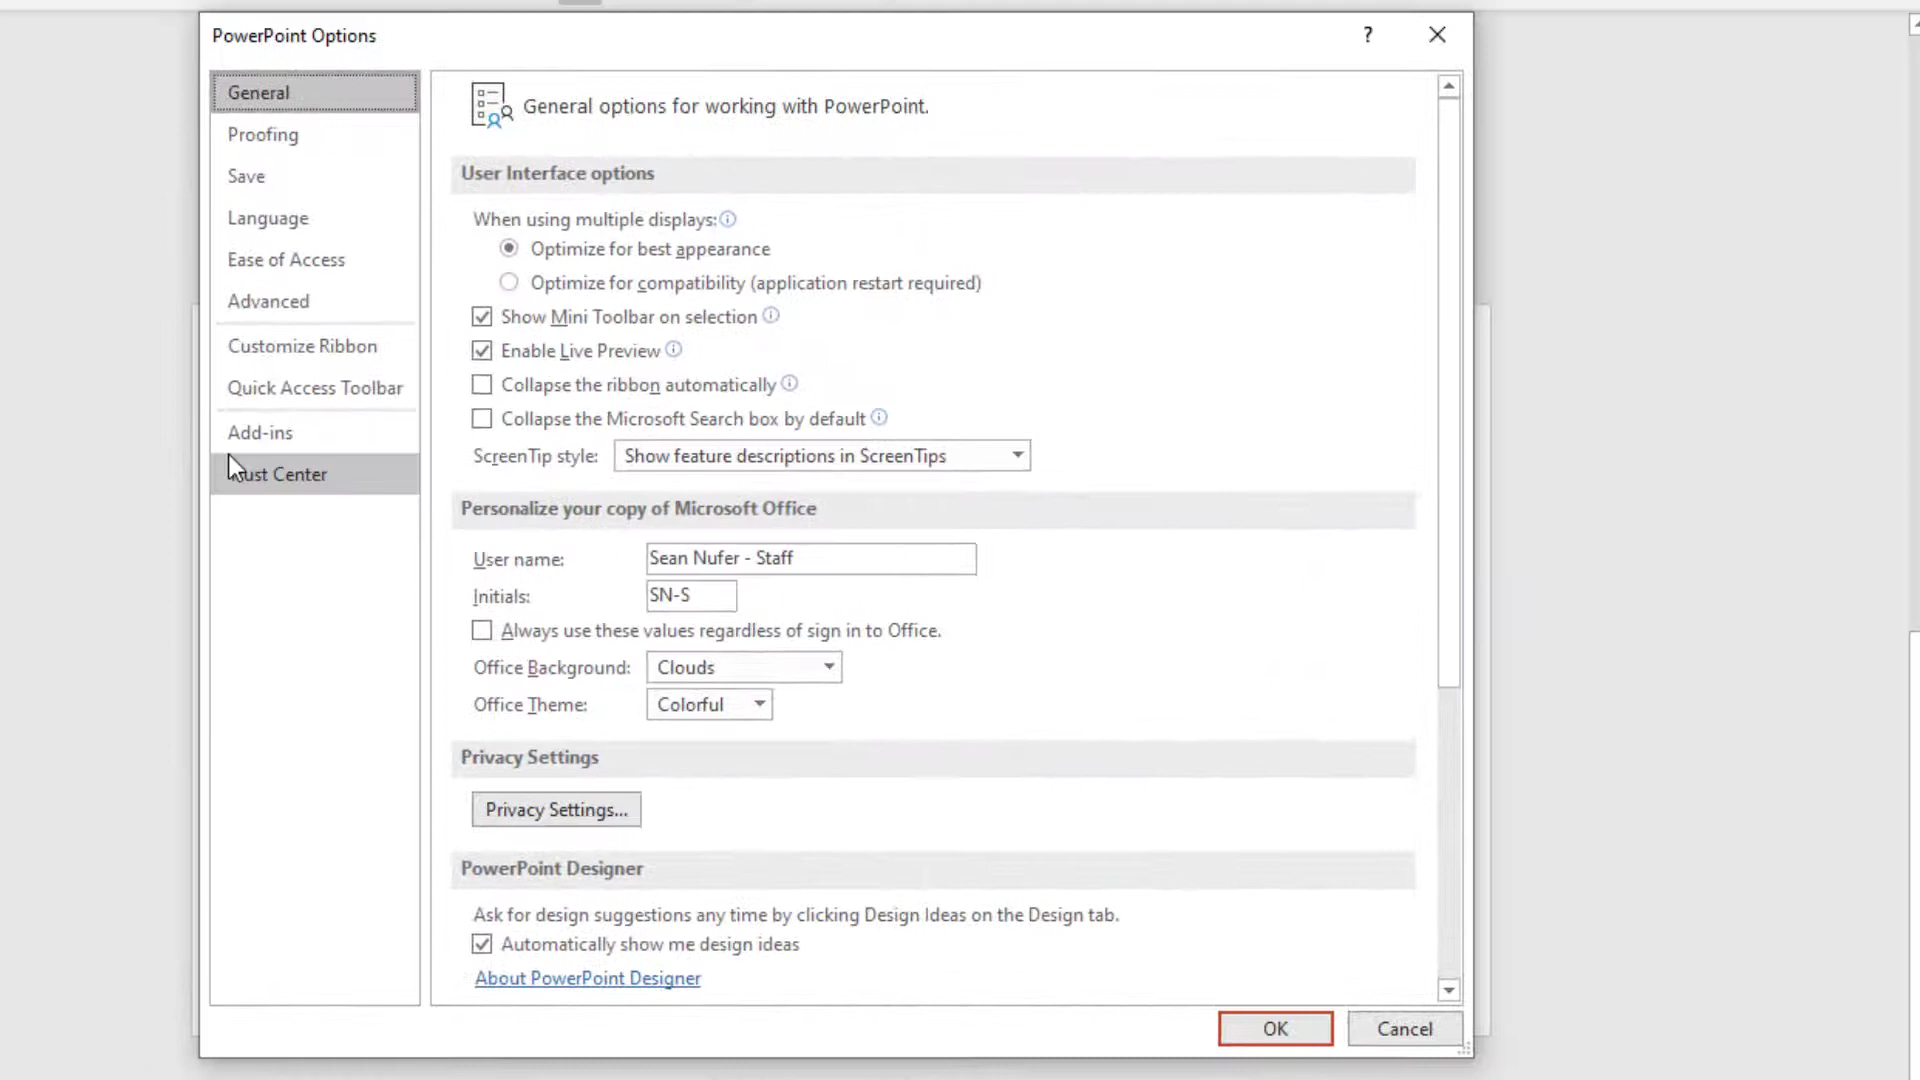 PowerPoint Options
?
General
Proofing
Save
Language
Ease of Access
Advanced
Customize Ribbon
Quick Access Toolbar
Add-ins
Center
General options for working with PowerPoint.
User Interface options
When using multiple displays:
Optimize for best appearance
Optimize for compatibility (application restart required)
Show Mini Toolbar on selection
Enable Live Preview
Collapse the ribbon automatically
Collapse the Microsoft Search box by default
ScreenTip style: Show feature descriptions in ScreenTips
Personalize your copy of Microsoft Office
User name: Sean Nufer - Staff
Initials: SN-S
Always use these values regardless of sign in to Office.
Office Background: Clouds
Office Theme: Colorful
Privacy Settings
Privacy Settings...
PowerPoint Designer
Ask for design suggestions any time by clicking Design Ideas on the Design tab.
Automatically show me design ideas
About PowerPoint Designer
OK Cancel